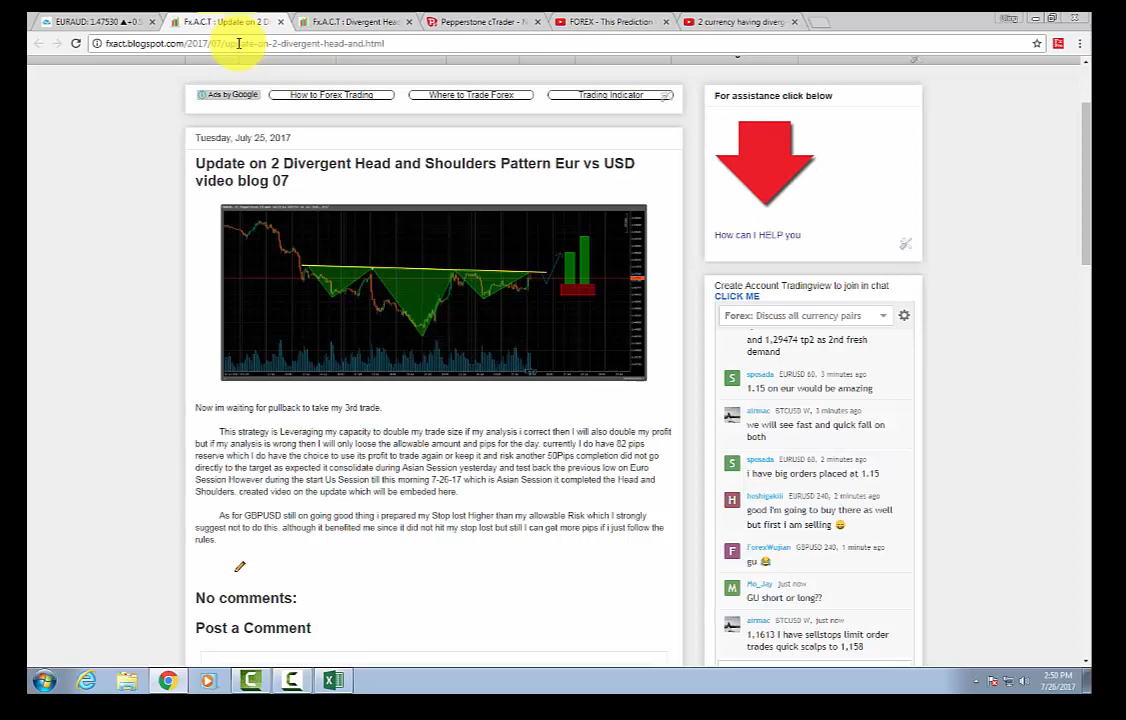 EURAUD: 1.47530 ▲+0.5
Fx.A.C.T : Update on 2 D
Fx.A.C.T : Divergent Hea
Pepperstone cTrader - N
FOREX - This Prediction
2 currency having diverg
fxact.blogspot.com/2017/07/update-on-2-divergent-head-and.html
Ads by Google
How to Forex Trading
Where to Trade Forex
Trading Indicator
Tuesday, July 25, 2017
Update on 2 Divergent Head and Shoulders Pattern Eur vs USD
video blog 07
Now im waiting for pullback to take my 3rd trade.
This strategy is Leveraging my capacity to double my trade size if my analysis i correct then I will also double my profit
but if my analysis is wrong then I will only loose the allowable amount and pips for the day. currently I do have 82 pips
reserve which I do have the choice to use its profit to trade again or keep it and risk another 50Pips completion did not go
directly to the target as expected it consolidate during Asian Session yesterday and test back the previous low on Euro
Session However during the start Us Session till this morning 7-26-17 which is Asian Session it completed the Head and
Shoulders. created video on the update which will be embeded here.
As for GBPUSD still on going good thing i prepared my Stop lost Higher than my allowable Risk which I strongly
suggest not to do this. although it benefited me since it did not hit my stop lost but still I can get more pips if i just follow the
rules.
No comments:
Post a Comment
For assistance click below
How can I HELP you
Create Account Tradingview to join in chat
CLICK ME
Forex: Discuss all currency pairs
and 1,29474 tp2 as 2nd fresh
demand
S
sposada EURUSD 60, 3 minutes ago
1.15 on eur would be amazing
airmac BTCUSD W, 3 minutes ago
we will see fast and quick fall on
both
S
sposada EURUSD 60, 2 minutes ago
i have big orders placed at 1.15
H
hoshigakiii EURUSD 240, 2 minutes ago
good i'm going to buy there as well
but first i am selling 😄
F
ForexWujian GBPUSD 240, 1 minute ago
gu 😂
M
Mo_Jay just now
GU short or long??
airmac BTCUSD W, just now
1,1613 I have sellstops limit order
trades quick scalps to 1,158
2:50 PM
7/26/2017